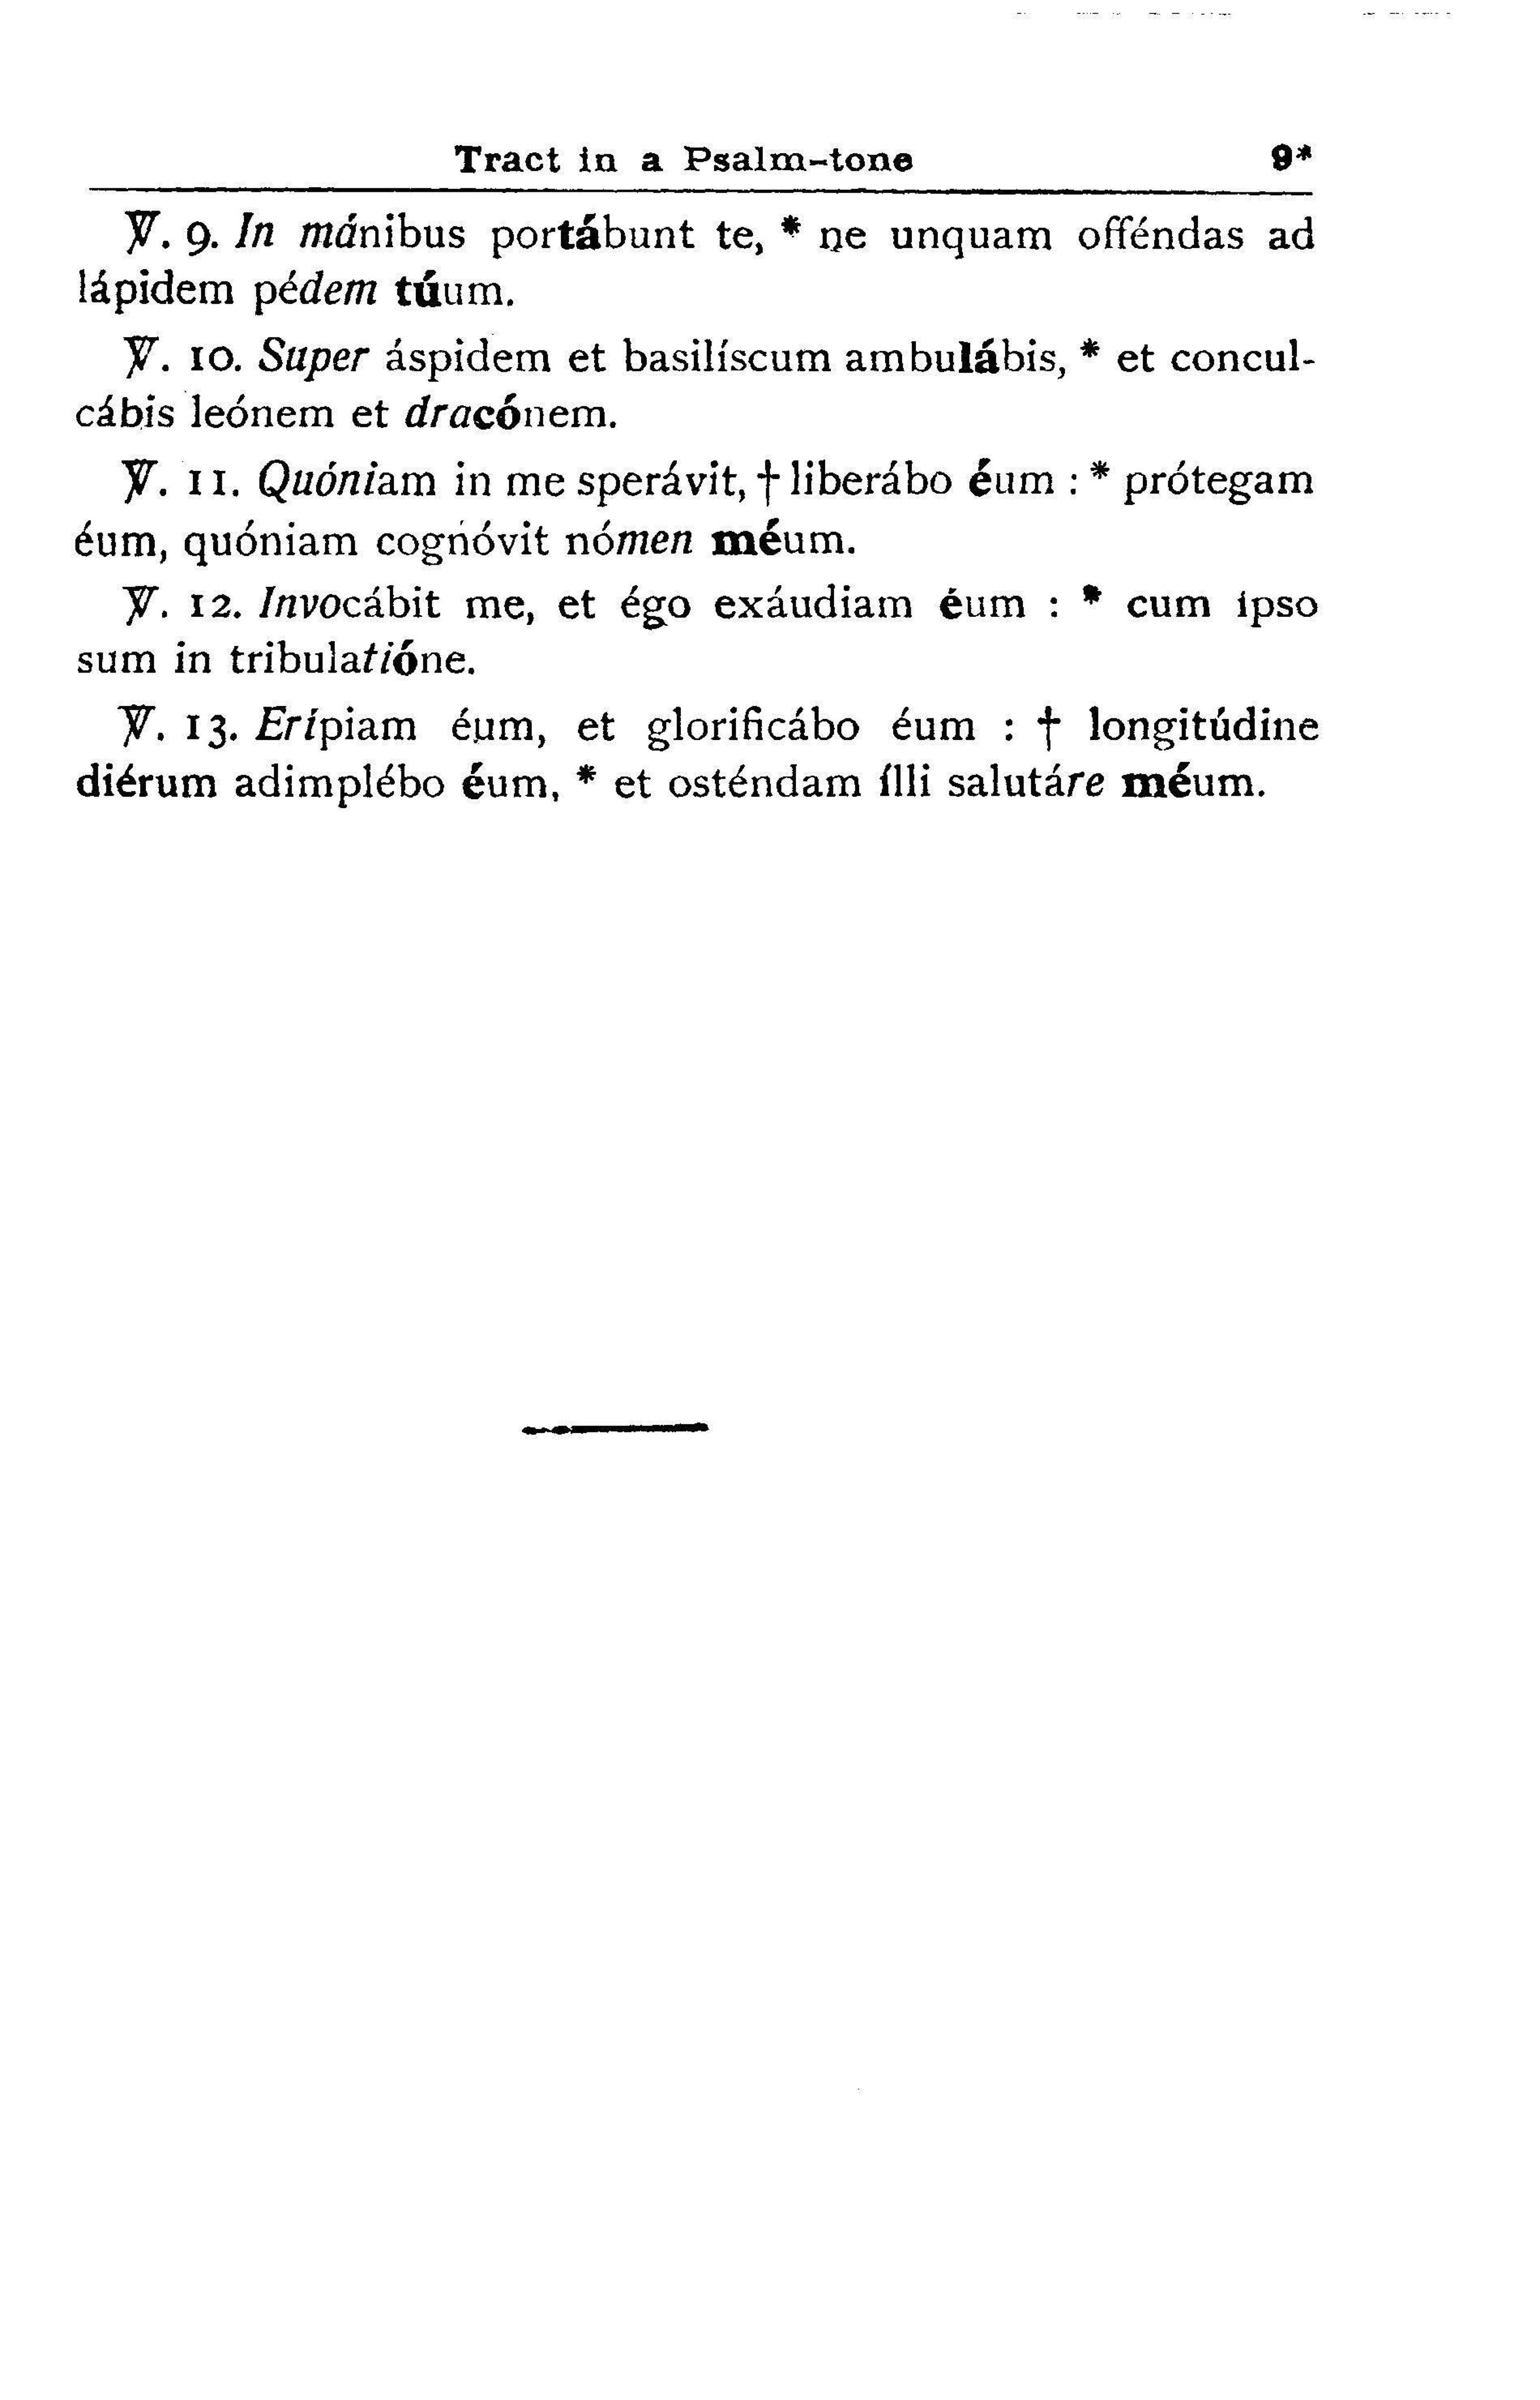 Tract in a Psalm-tone 9*
℣. 9. In mánibus portábunt te, * ne unquam offéndas ad
lápidem pédem túum.
℣. 10. Super áspidem et basilíscum ambulábis, * et concul-
cábis leónem et dracónem.
℣. 11. Quóniam in me sperávit, † liberábo éum : * prótegam
éum, quóniam cognóvit nómen méum.
℣. 12. Invocábit me, et égo exáudiam éum : * cum ipso
sum in tribulatióne.
℣. 13. Erípiam éum, et glorificábo éum : † longitúdine
diérum adimplébo éum, * et osténdam ílli salutáre méum.